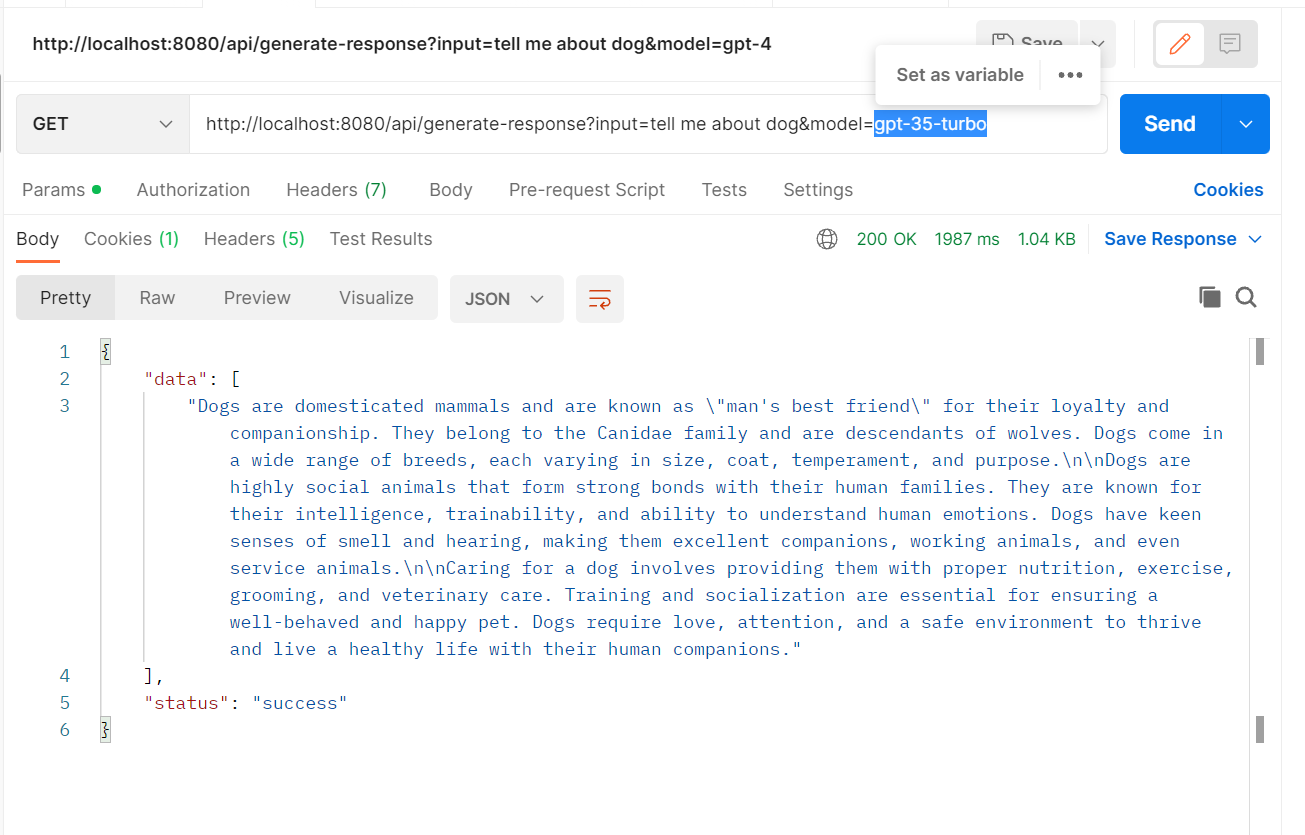 http://localhost:8080/api/generate-response?input=tell me about dog&model=gpt-4
Save
Set as variable •••
GET http://localhost:8080/api/generate-response?input=tell me about dog&model=gpt-35-turbo Send
Params Authorization Headers (7) Body Pre-request Script Tests Settings Cookies
Body Cookies (1) Headers (5) Test Results 200 OK 1987 ms 1.04 KB Save Response
Pretty Raw Preview Visualize JSON
1 {
2 "data": [
3 "Dogs are domesticated mammals and are known as \"man's best friend\" for their loyalty and
companionship. They belong to the Canidae family and are descendants of wolves. Dogs come in
a wide range of breeds, each varying in size, coat, temperament, and purpose.\n\nDogs are
highly social animals that form strong bonds with their human families. They are known for
their intelligence, trainability, and ability to understand human emotions. Dogs have keen
senses of smell and hearing, making them excellent companions, working animals, and even
service animals.\n\nCaring for a dog involves providing them with proper nutrition, exercise,
grooming, and veterinary care. Training and socialization are essential for ensuring a
well-behaved and happy pet. Dogs require love, attention, and a safe environment to thrive
and live a healthy life with their human companions."
4 ],
5 "status": "success"
6 }